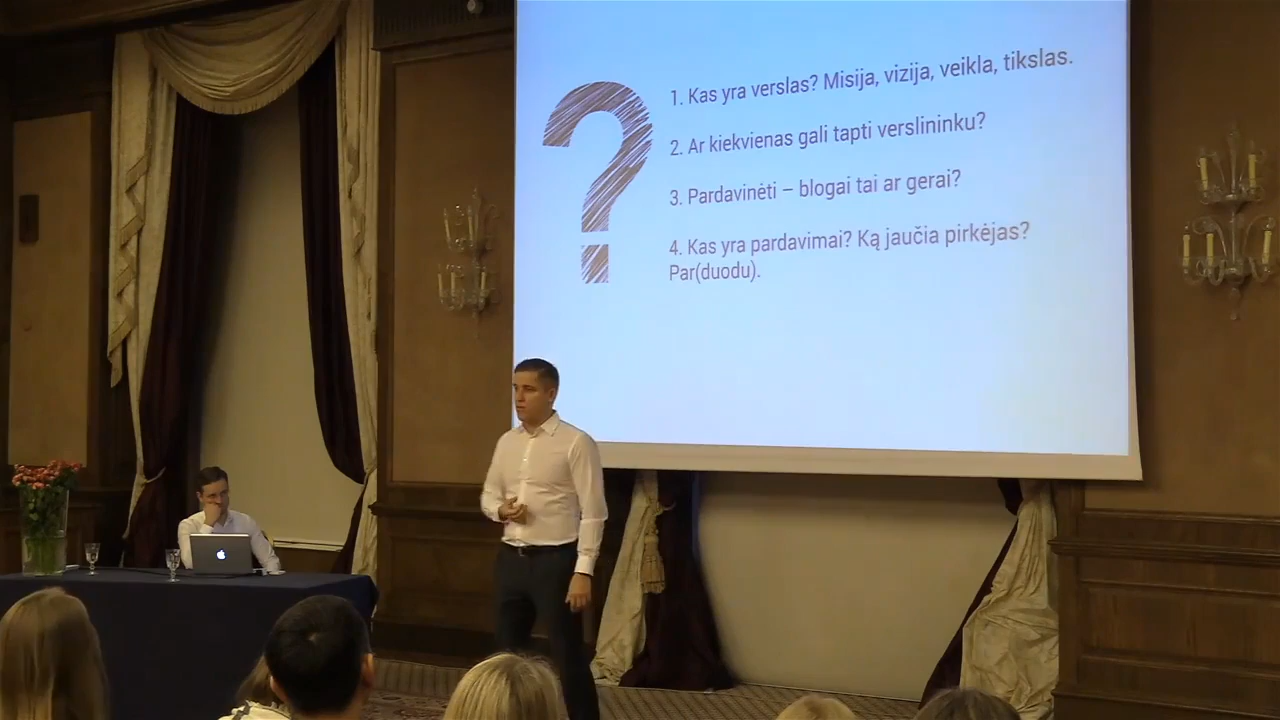 1. Kas yra verslas? Misija, vizija, veikla, tikslas.
2. Ar kiekvienas gali tapti verslininku?
3. Pardavinėti – blogai tai ar gerai?
4. Kas yra pardavimai? Ką jaučia pirkėjas?
Par(duodu).